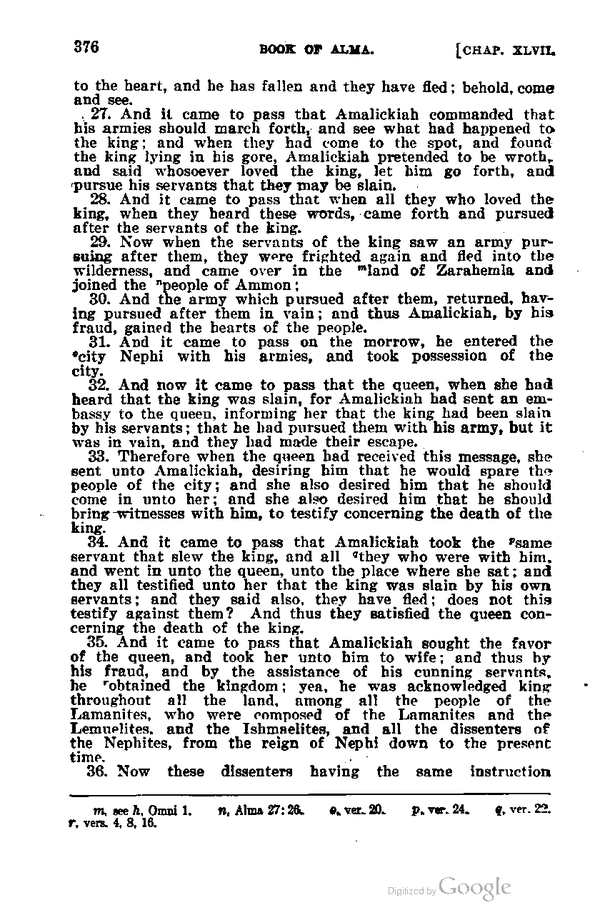 376 BOOK OF ALMA. [CHAP. XLVII.
to the heart, and he has fallen and they have fled; behold, come
and see.
27. And it came to pass that Amalickiah commanded that
his armies should march forth, and see what had happened to
the king; and when they had come to the spot, and found
the king lying in his gore, Amalickiah pretended to be wroth,
and said whosoever loved the king, let him go forth, and
pursue his servants that they may be slain.
28. And it came to pass that when all they who loved the
king, when they heard these words, came forth and pursued
after the servants of the king.
29. Now when the servants of the king saw an army pur-
suing after them, they were frighted again and fled into the
wilderness, and came over in the ᵐland of Zarahemla and
joined the ⁿpeople of Ammon;
30. And the army which pursued after them, returned, hav-
ing pursued after them in vain; and thus Amalickiah, by his
fraud, gained the hearts of the people.
31. And it came to pass on the morrow, he entered the
ᵒcity Nephi with his armies, and took possession of the
city.
32. And now it came to pass that the queen, when she had
heard that the king was slain, for Amalickiah had sent an em-
bassy to the queen, informing her that the king had been slain
by his servants; that he had pursued them with his army, but it
was in vain, and they had made their escape.
33. Therefore when the queen had received this message, she
sent unto Amalickiah, desiring him that he would spare the
people of the city; and she also desired him that he should
come in unto her; and she also desired him that he should
bring witnesses with him, to testify concerning the death of the
king.
34. And it came to pass that Amalickiah took the ᵖsame
servant that slew the king, and all ᑫthey who were with him,
and went in unto the queen, unto the place where she sat; and
they all testified unto her that the king was slain by his own
servants; and they said also, they have fled; does not this
testify against them? And thus they satisfied the queen con-
cerning the death of the king.
35. And it came to pass that Amalickiah sought the favor
of the queen, and took her unto him to wife; and thus by
his fraud, and by the assistance of his cunning servants,
he ʳobtained the kingdom; yea, he was acknowledged king
throughout all the land, among all the people of the
Lamanites, who were composed of the Lamanites and the
Lemuelites, and the Ishmaelites, and all the dissenters of
the Nephites, from the reign of Nephi down to the present
time.
36. Now these dissenters having the same instruction
m, see h, Omni 1. n, Alma 27:26. o, ver. 20. p, ver. 24. q, ver. 22.
r, vers. 4, 8, 16.
Digitized by Google